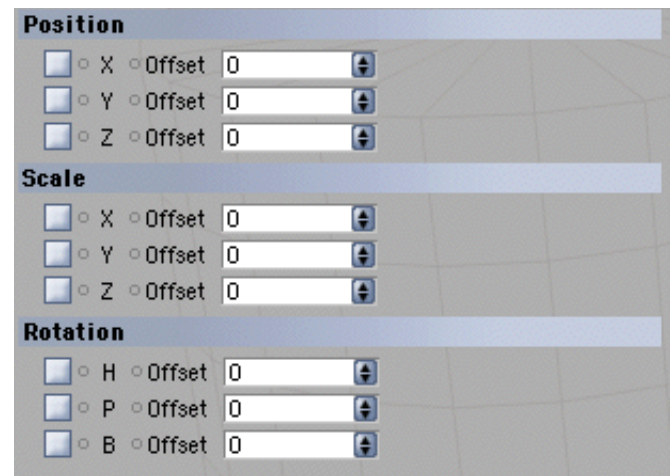 Position
X Offset 0
Y Offset 0
Z Offset 0
Scale
X Offset 0
Y Offset 0
Z Offset 0
Rotation
H Offset 0
P Offset 0
B Offset 0